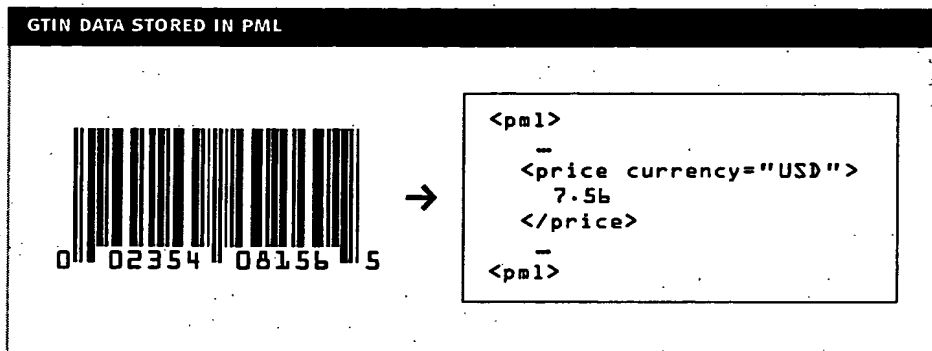 GTIN DATA STORED IN PML
0 02354 08156 5
→
<pml>
…
<price currency="USD">
7.56
</price>
…
<pml>